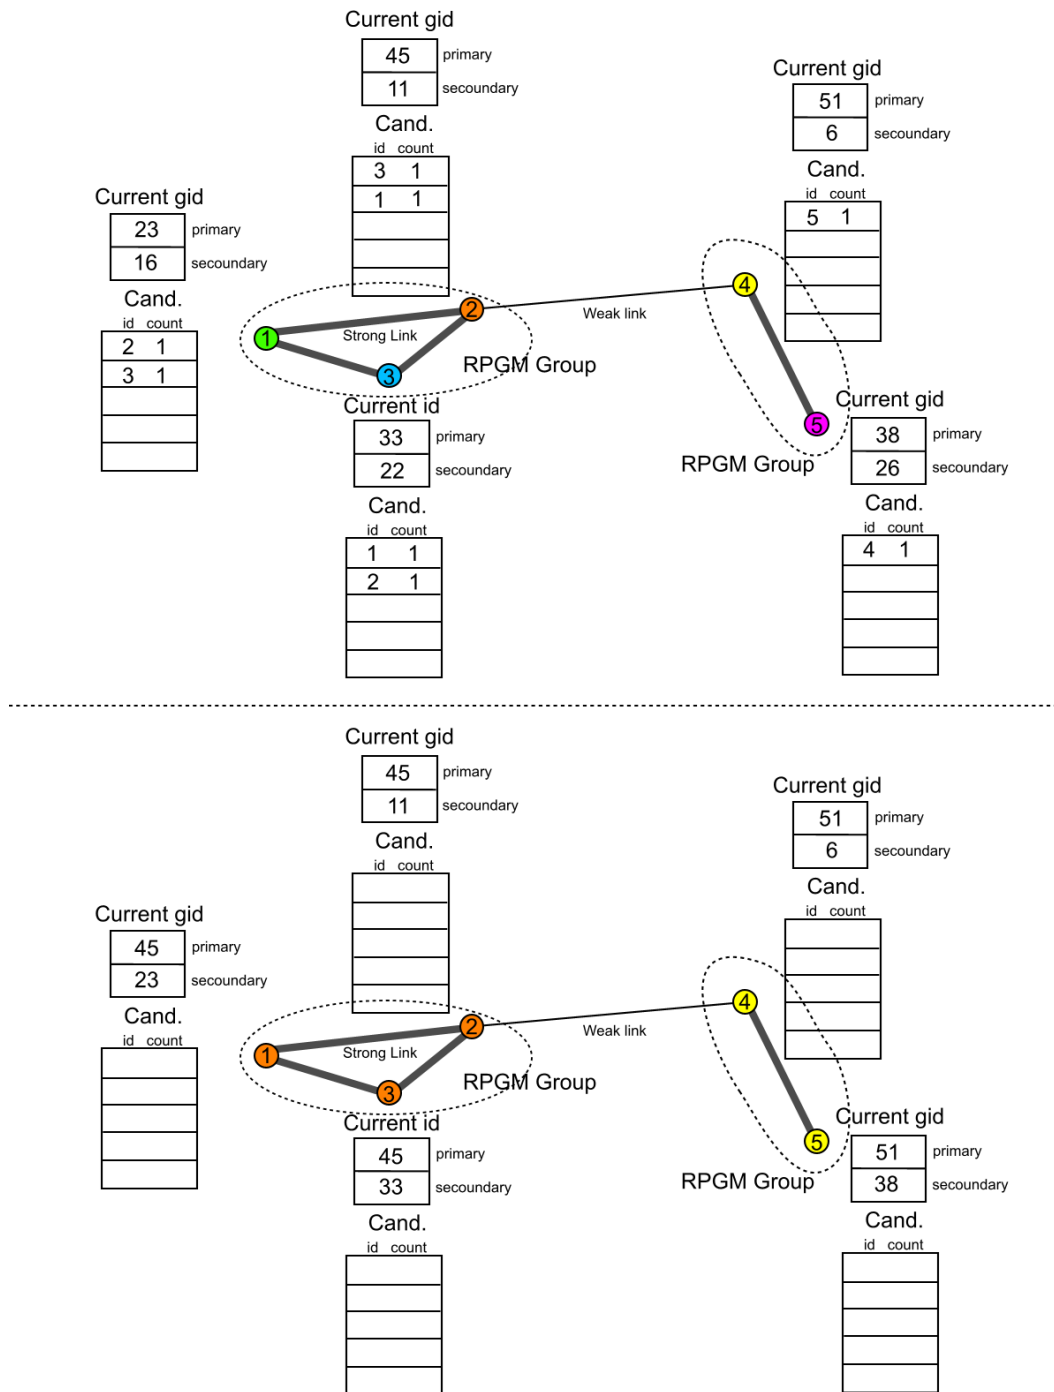 Current gid
45 primary
11 secoundary
Cand.
id count
3 1
1 1
Current gid
51 primary
6 secoundary
Cand.
id count
5 1
Current gid
23 primary
16 secoundary
Cand.
id count
2 1
3 1
1
2
3
Strong Link
RPGM Group
Weak link
4
5
RPGM Group
Current id
33 primary
22 secoundary
Cand.
id count
1 1
2 1
Current gid
38 primary
26 secoundary
Cand.
id count
4 1
Current gid
45 primary
11 secoundary
Cand.
id count
Current gid
51 primary
6 secoundary
Cand.
id count
Current gid
45 primary
23 secoundary
Cand.
id count
1
2
3
Strong Link
RPGM Group
Weak link
4
5
RPGM Group
Current id
45 primary
33 secoundary
Cand.
id count
Current gid
51 primary
38 secoundary
Cand.
id count